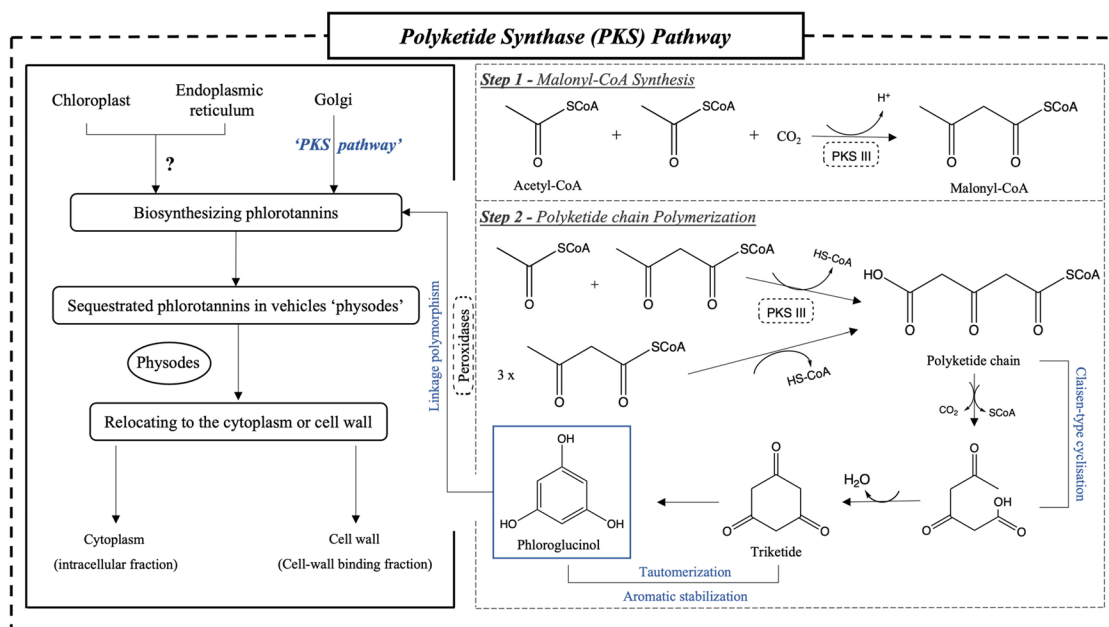 Polyketide Synthase (PKS) Pathway
Chloroplast
Endoplasmic
reticulum
Golgi
‘PKS pathway’
?
Biosynthesizing phlorotannins
Sequestrated phlorotannins in vehicles ‘physodes’
Physodes
Relocating to the cytoplasm or cell wall
Cytoplasm
(intracellular fraction)
Cell wall
(Cell-wall binding fraction)
Linkage polymorphism
Peroxidases
Step 1 - Malonyl-CoA Synthesis
SCoA
O
Acetyl-CoA
+
SCoA
O
+
CO2
H+
PKS III
SCoA
O
O
Malonyl-CoA
Step 2 - Polyketide chain Polymerization
SCoA
O
+
SCoA
O
O
HS-CoA
PKS III
3 x
SCoA
O
O
HS-CoA
HO
SCoA
O
O
O
Polyketide chain
CO2
SCoA
Claisen-type cyclisation
O
OH
O
O
H2O
O
O
O
Triketide
OH
HO
OH
Phloroglucinol
Tautomerization
Aromatic stabilization